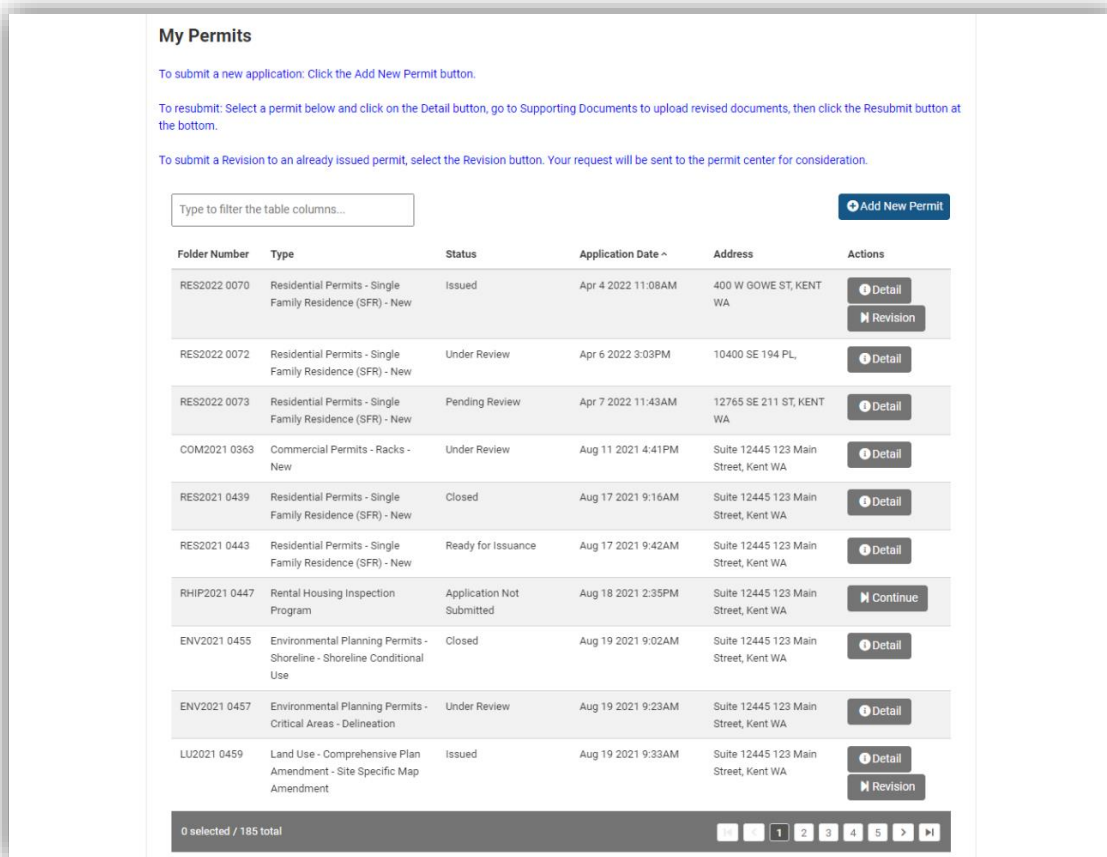 My Permits
To submit a new application: Click the Add New Permit button.
To resubmit: Select a permit below and click on the Detail button, go to Supporting Documents to upload revised documents, then click the Resubmit button at
the bottom.
To submit a Revision to an already issued permit, select the Revision button. Your request will be sent to the permit center for consideration.
Type to filter the table columns...
Add New Permit
Folder Number Type Status Application Date Address Actions
RES2022 0070 Residential Permits - Single Issued Apr 4 2022 11:08AM 400 W GOWE ST, KENT Detail
Family Residence (SFR) - New WA
Revision
RES2022 0072 Residential Permits - Single Under Review Apr 6 2022 3:03PM 10400 SE 194 PL, Detail
Family Residence (SFR) - New
RES2022 0073 Residential Permits - Single Pending Review Apr 7 2022 11:43AM 12765 SE 211 ST, KENT Detail
Family Residence (SFR) - New WA
COM2021 0363 Commercial Permits - Racks - Under Review Aug 11 2021 4:41PM Suite 12445 123 Main Detail
New Street, Kent WA
RES2021 0439 Residential Permits - Single Closed Aug 17 2021 9:16AM Suite 12445 123 Main Detail
Family Residence (SFR) - New Street, Kent WA
RES2021 0443 Residential Permits - Single Ready for Issuance Aug 17 2021 9:42AM Suite 12445 123 Main Detail
Family Residence (SFR) - New Street, Kent WA
RHIP2021 0447 Rental Housing Inspection Application Not Aug 18 2021 2:35PM Suite 12445 123 Main Continue
Program Submitted Street, Kent WA
ENV2021 0455 Environmental Planning Permits - Closed Aug 19 2021 9:02AM Suite 12445 123 Main Detail
Shoreline - Shoreline Conditional Street, Kent WA
Use
ENV2021 0457 Environmental Planning Permits - Under Review Aug 19 2021 9:23AM Suite 12445 123 Main Detail
Critical Areas - Delineation Street, Kent WA
LU2021 0459 Land Use - Comprehensive Plan Issued Aug 19 2021 9:33AM Suite 12445 123 Main Detail
Amendment - Site Specific Map Street, Kent WA
Amendment Revision
0 selected / 185 total 1 2 3 4 5